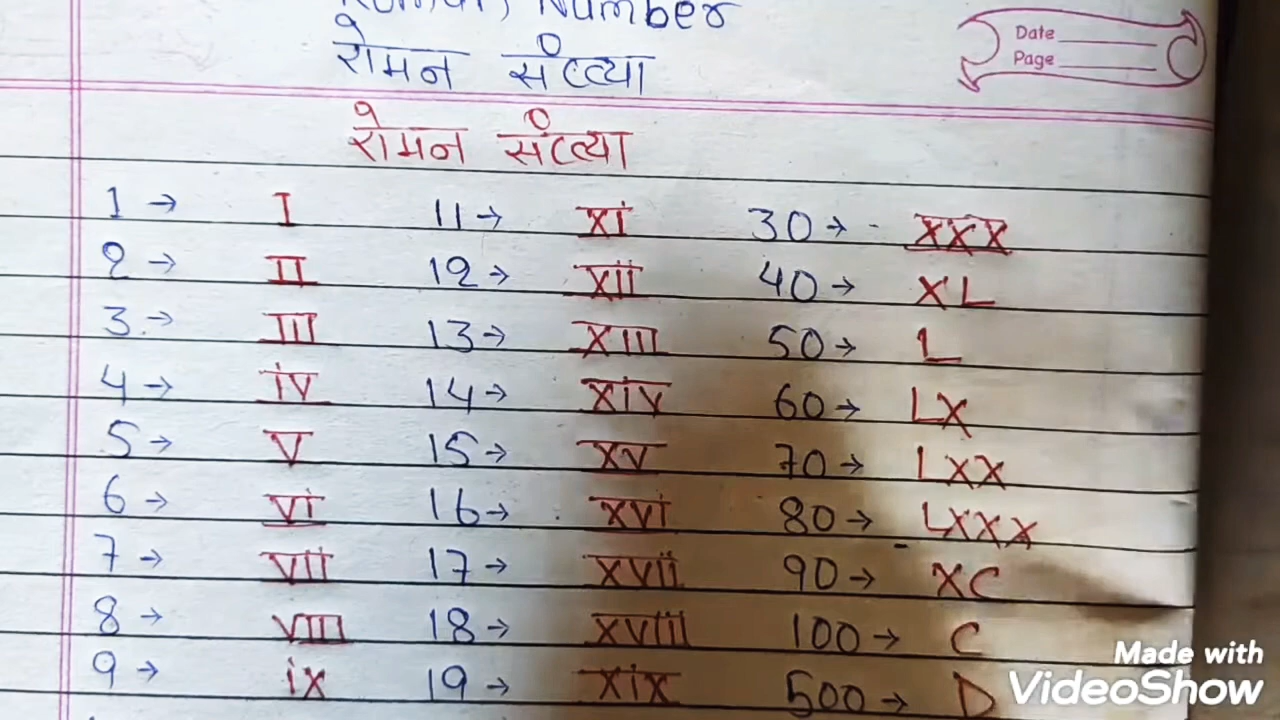 Roman Number
रोमन संख्या
Date
Page
रोमन संख्या
1 → I 11 → xi 30 → XXX
2 → II 12 → xii 40 → XL
3 → III 13 → XIII 50 → L
4 → iv 14 → xiv 60 → LX
5 → V 15 → XV 70 → LXX
6 → vi 16 → xvi 80 → LXXX
7 → vii 17 → xvii 90 → XC
8 → VIII 18 → xviii 100 → C
9 → ix 19 → xix 500 → D
Made with
VideoShow